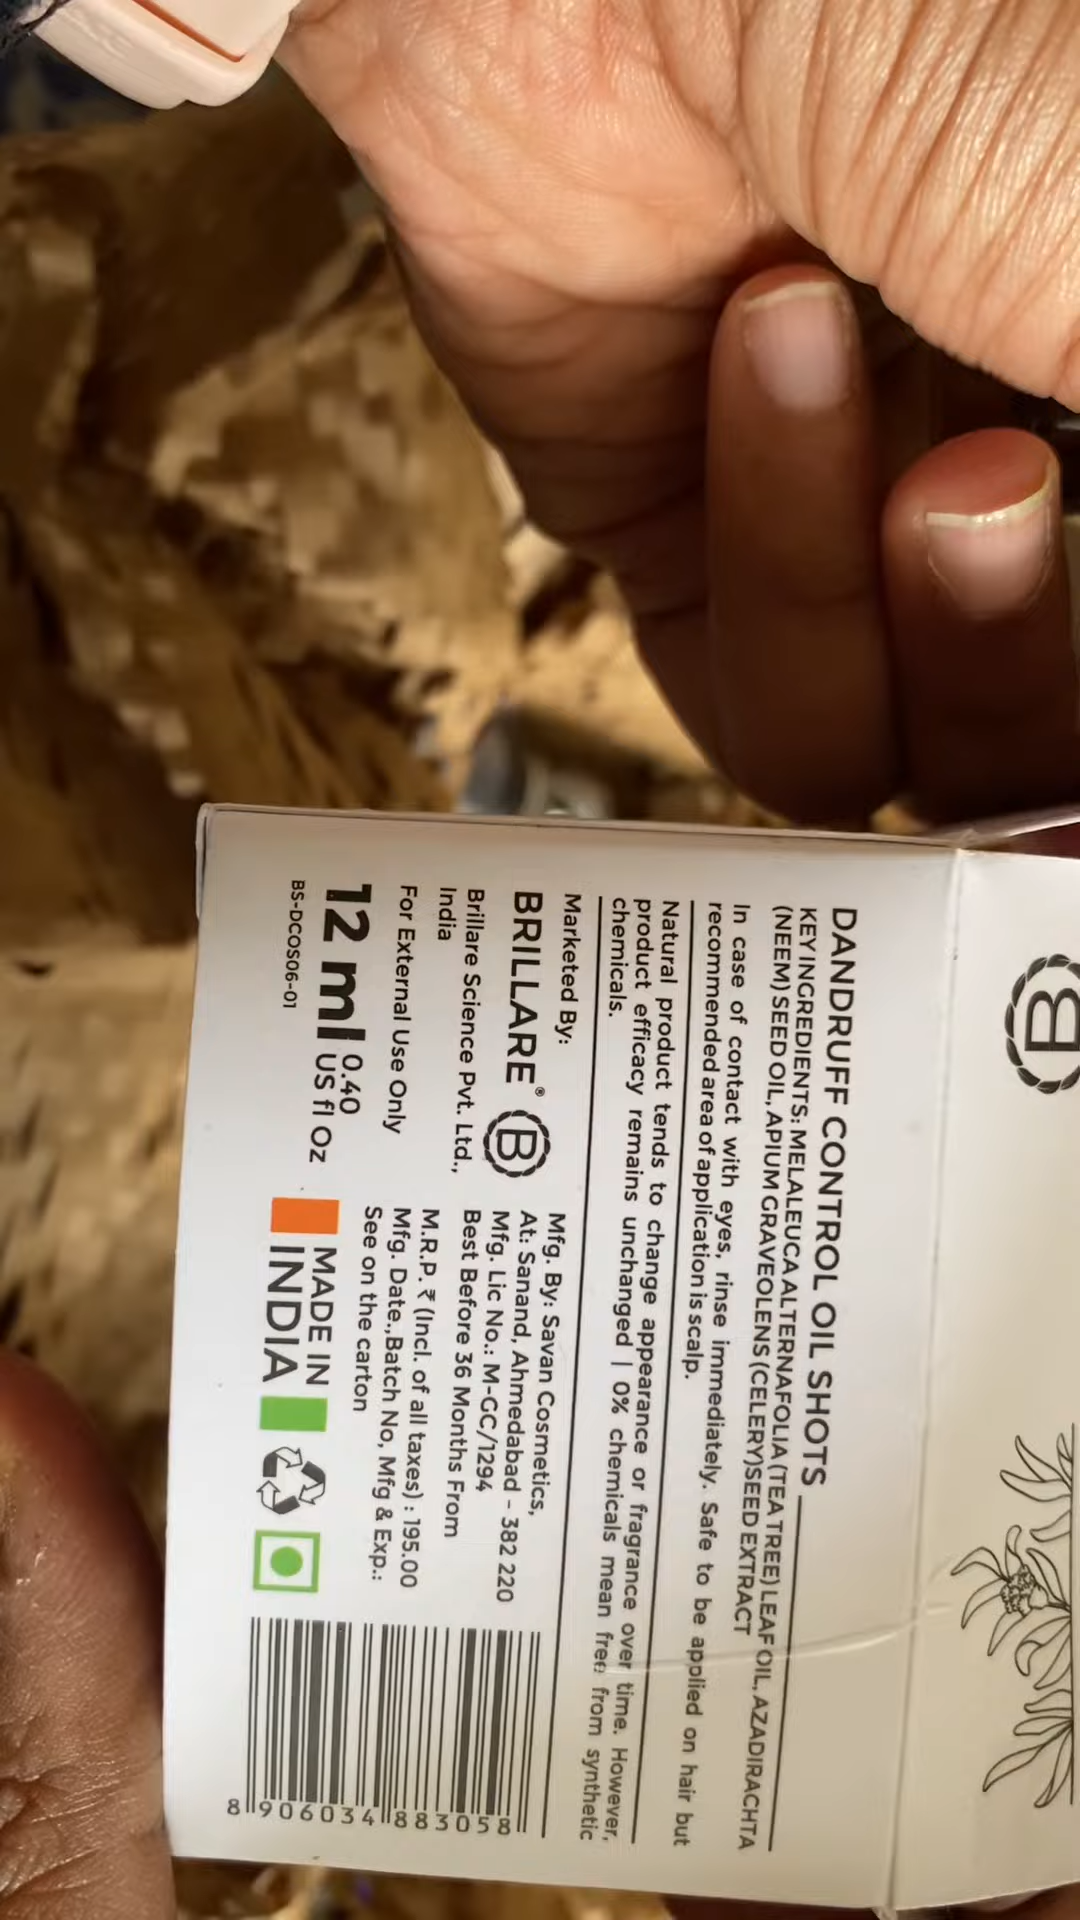 B
DANDRUFF CONTROL OIL SHOTS
KEY INGREDIENTS: MELALEUCA ALTERNAFOLIA (TEA TREE) LEAF OIL, AZADIRACHTA
(NEEM) SEED OIL, APIUM GRAVEOLENS (CELERY)SEED EXTRACT
In case of contact with eyes, rinse immediately. Safe to be applied on hair but
recommended area of application is scalp.
Natural product tends to change appearance or fragrance over time. However,
product efficacy remains unchanged | 0% chemicals mean free from synthetic
chemicals.
Marketed By:
BRILLARE® B
Brillare Science Pvt. Ltd.,
India
For External Use Only
12 ml 0.40
US fl Oz
BS-DCOS06-01
Mfg. By: Savan Cosmetics,
At: Sanand, Ahmedabad - 382 220
Mfg. Lic No.: M-GC/1294
Best Before 36 Months From
M.R.P. ₹ (Incl. of all taxes) : 195.00
Mfg. Date.,Batch No, Mfg & Exp.:
See on the carton
MADE IN
INDIA
8 906034 883058